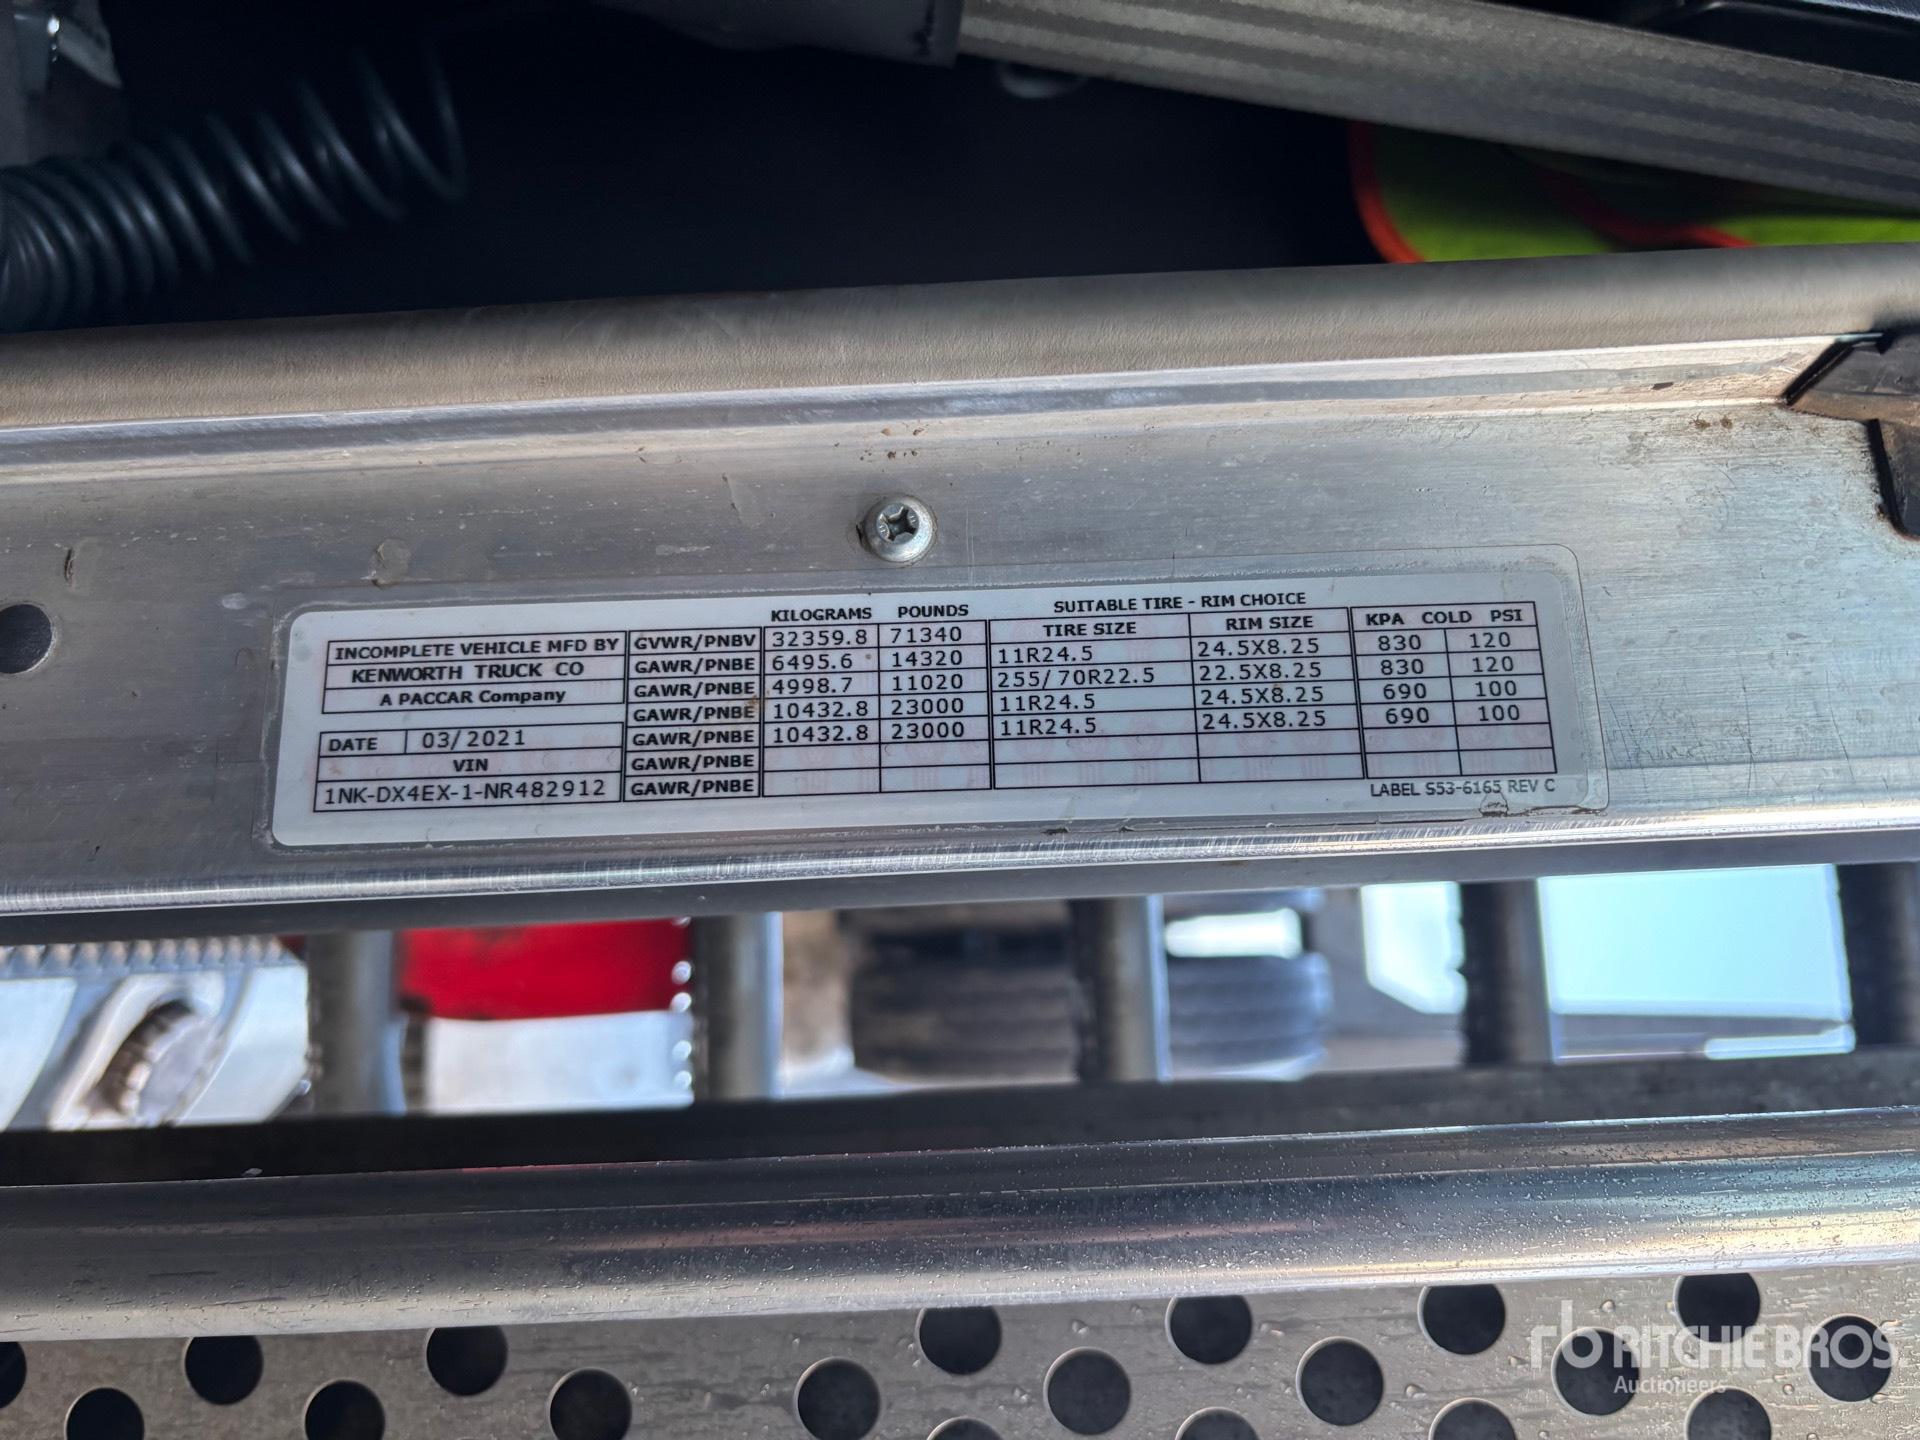 KILOGRAMS POUNDS SUITABLE TIRE - RIM CHOICE
INCOMPLETE VEHICLE MFD BY GVWR/PNBV 32359.8 71340 TIRE SIZE RIM SIZE KPA COLD PSI
KENWORTH TRUCK CO GAWR/PNBE 6495.6 14320 11R24.5 24.5X8.25 830 120
A PACCAR Company GAWR/PNBE 4998.7 11020 255/70R22.5 22.5X8.25 830 120
GAWR/PNBE 10432.8 23000 11R24.5 24.5X8.25 690 100
DATE 03/2021 GAWR/PNBE 10432.8 23000 11R24.5 24.5X8.25 690 100
VIN GAWR/PNBE
1NK-DX4EX-1-NR482912 GAWR/PNBE
LABEL S53-6165 REV C
rb RITCHIE BROS
Auctioneers